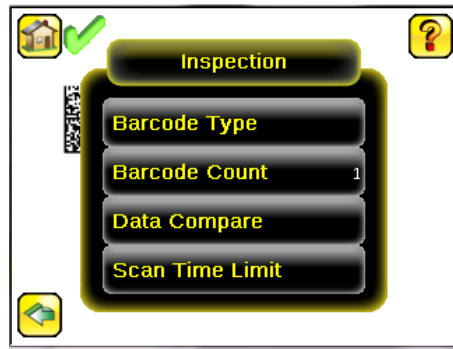 Inspection
Barcode Type
Barcode Count 1
Data Compare
Scan Time Limit
?